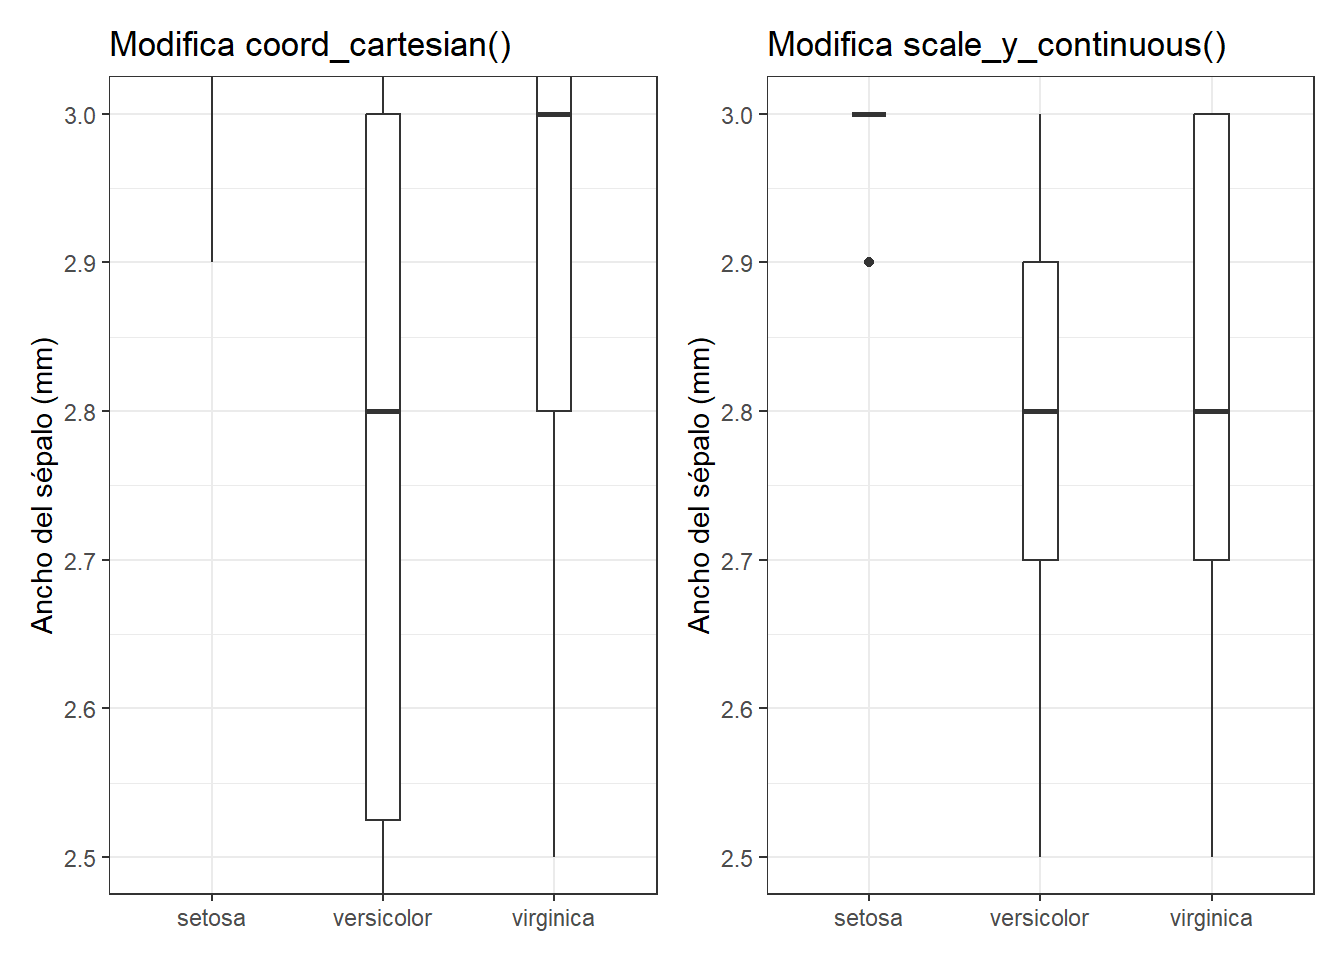 Modifica coord_cartesian()
Ancho del sépalo (mm)
3.0
2.9
2.8
2.7
2.6
2.5
setosa versicolor virginica
Modifica scale_y_continuous()
Ancho del sépalo (mm)
3.0
2.9
2.8
2.7
2.6
2.5
setosa versicolor virginica